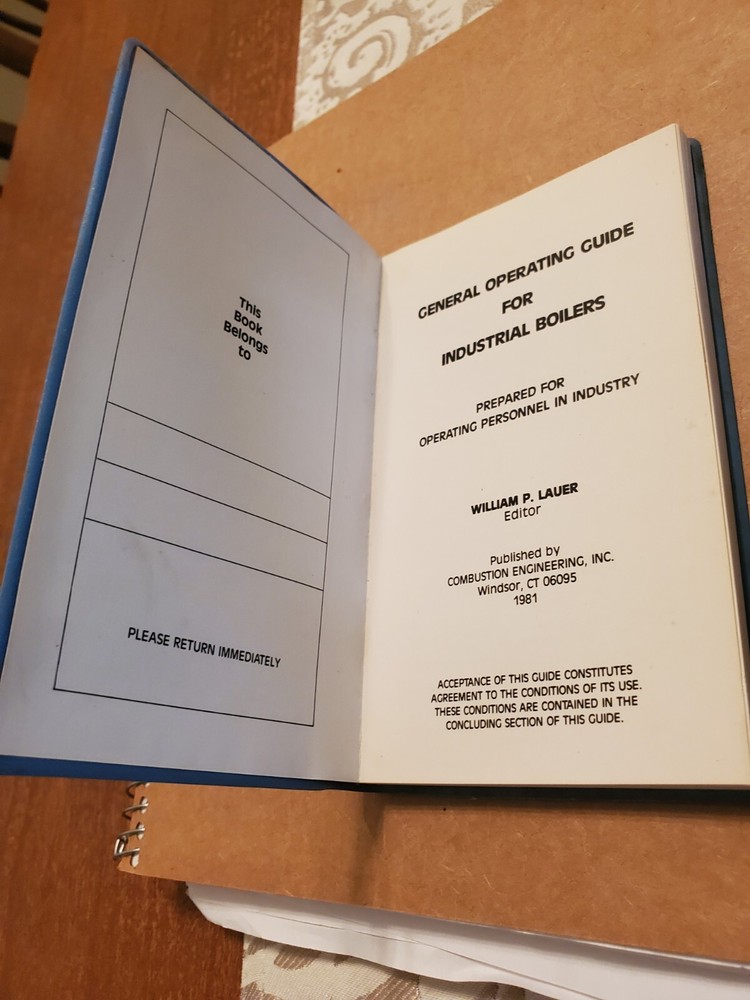 This
Book
Belongs
to
PLEASE RETURN IMMEDIATELY
GENERAL OPERATING GUIDE
FOR
INDUSTRIAL BOILERS
PREPARED FOR
OPERATING PERSONNEL IN INDUSTRY
WILLIAM P. LAUER
Editor
Published by
COMBUSTION ENGINEERING, INC.
Windsor, CT 06095
1981
ACCEPTANCE OF THIS GUIDE CONSTITUTES
AGREEMENT TO THE CONDITIONS OF ITS USE.
THESE CONDITIONS ARE CONTAINED IN THE
CONCLUDING SECTION OF THIS GUIDE.